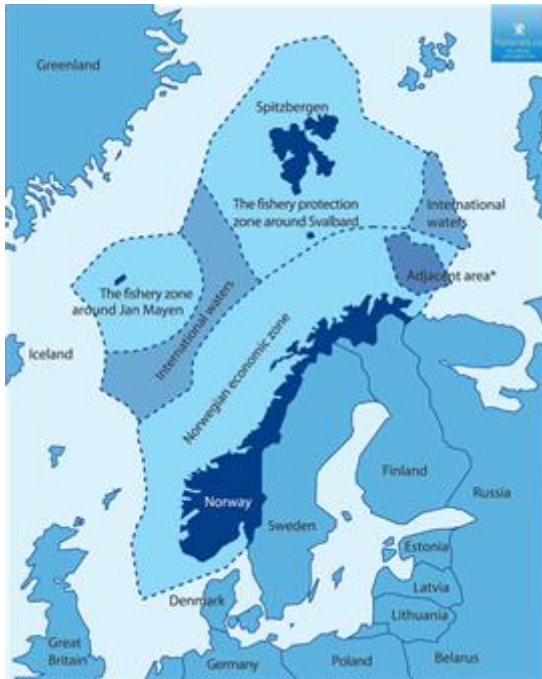 Greenland
Spitzbergen
The fishery protection
zone around Svalbard
International
waters
Adjacent area*
The fishery zone
around Jan Mayen
International waters
Iceland
Norwegian economic zone
Finland
Norway
Russia
Sweden
Estonia
Latvia
Denmark
Lithuania
Great
Britain
Germany
Poland
Belarus